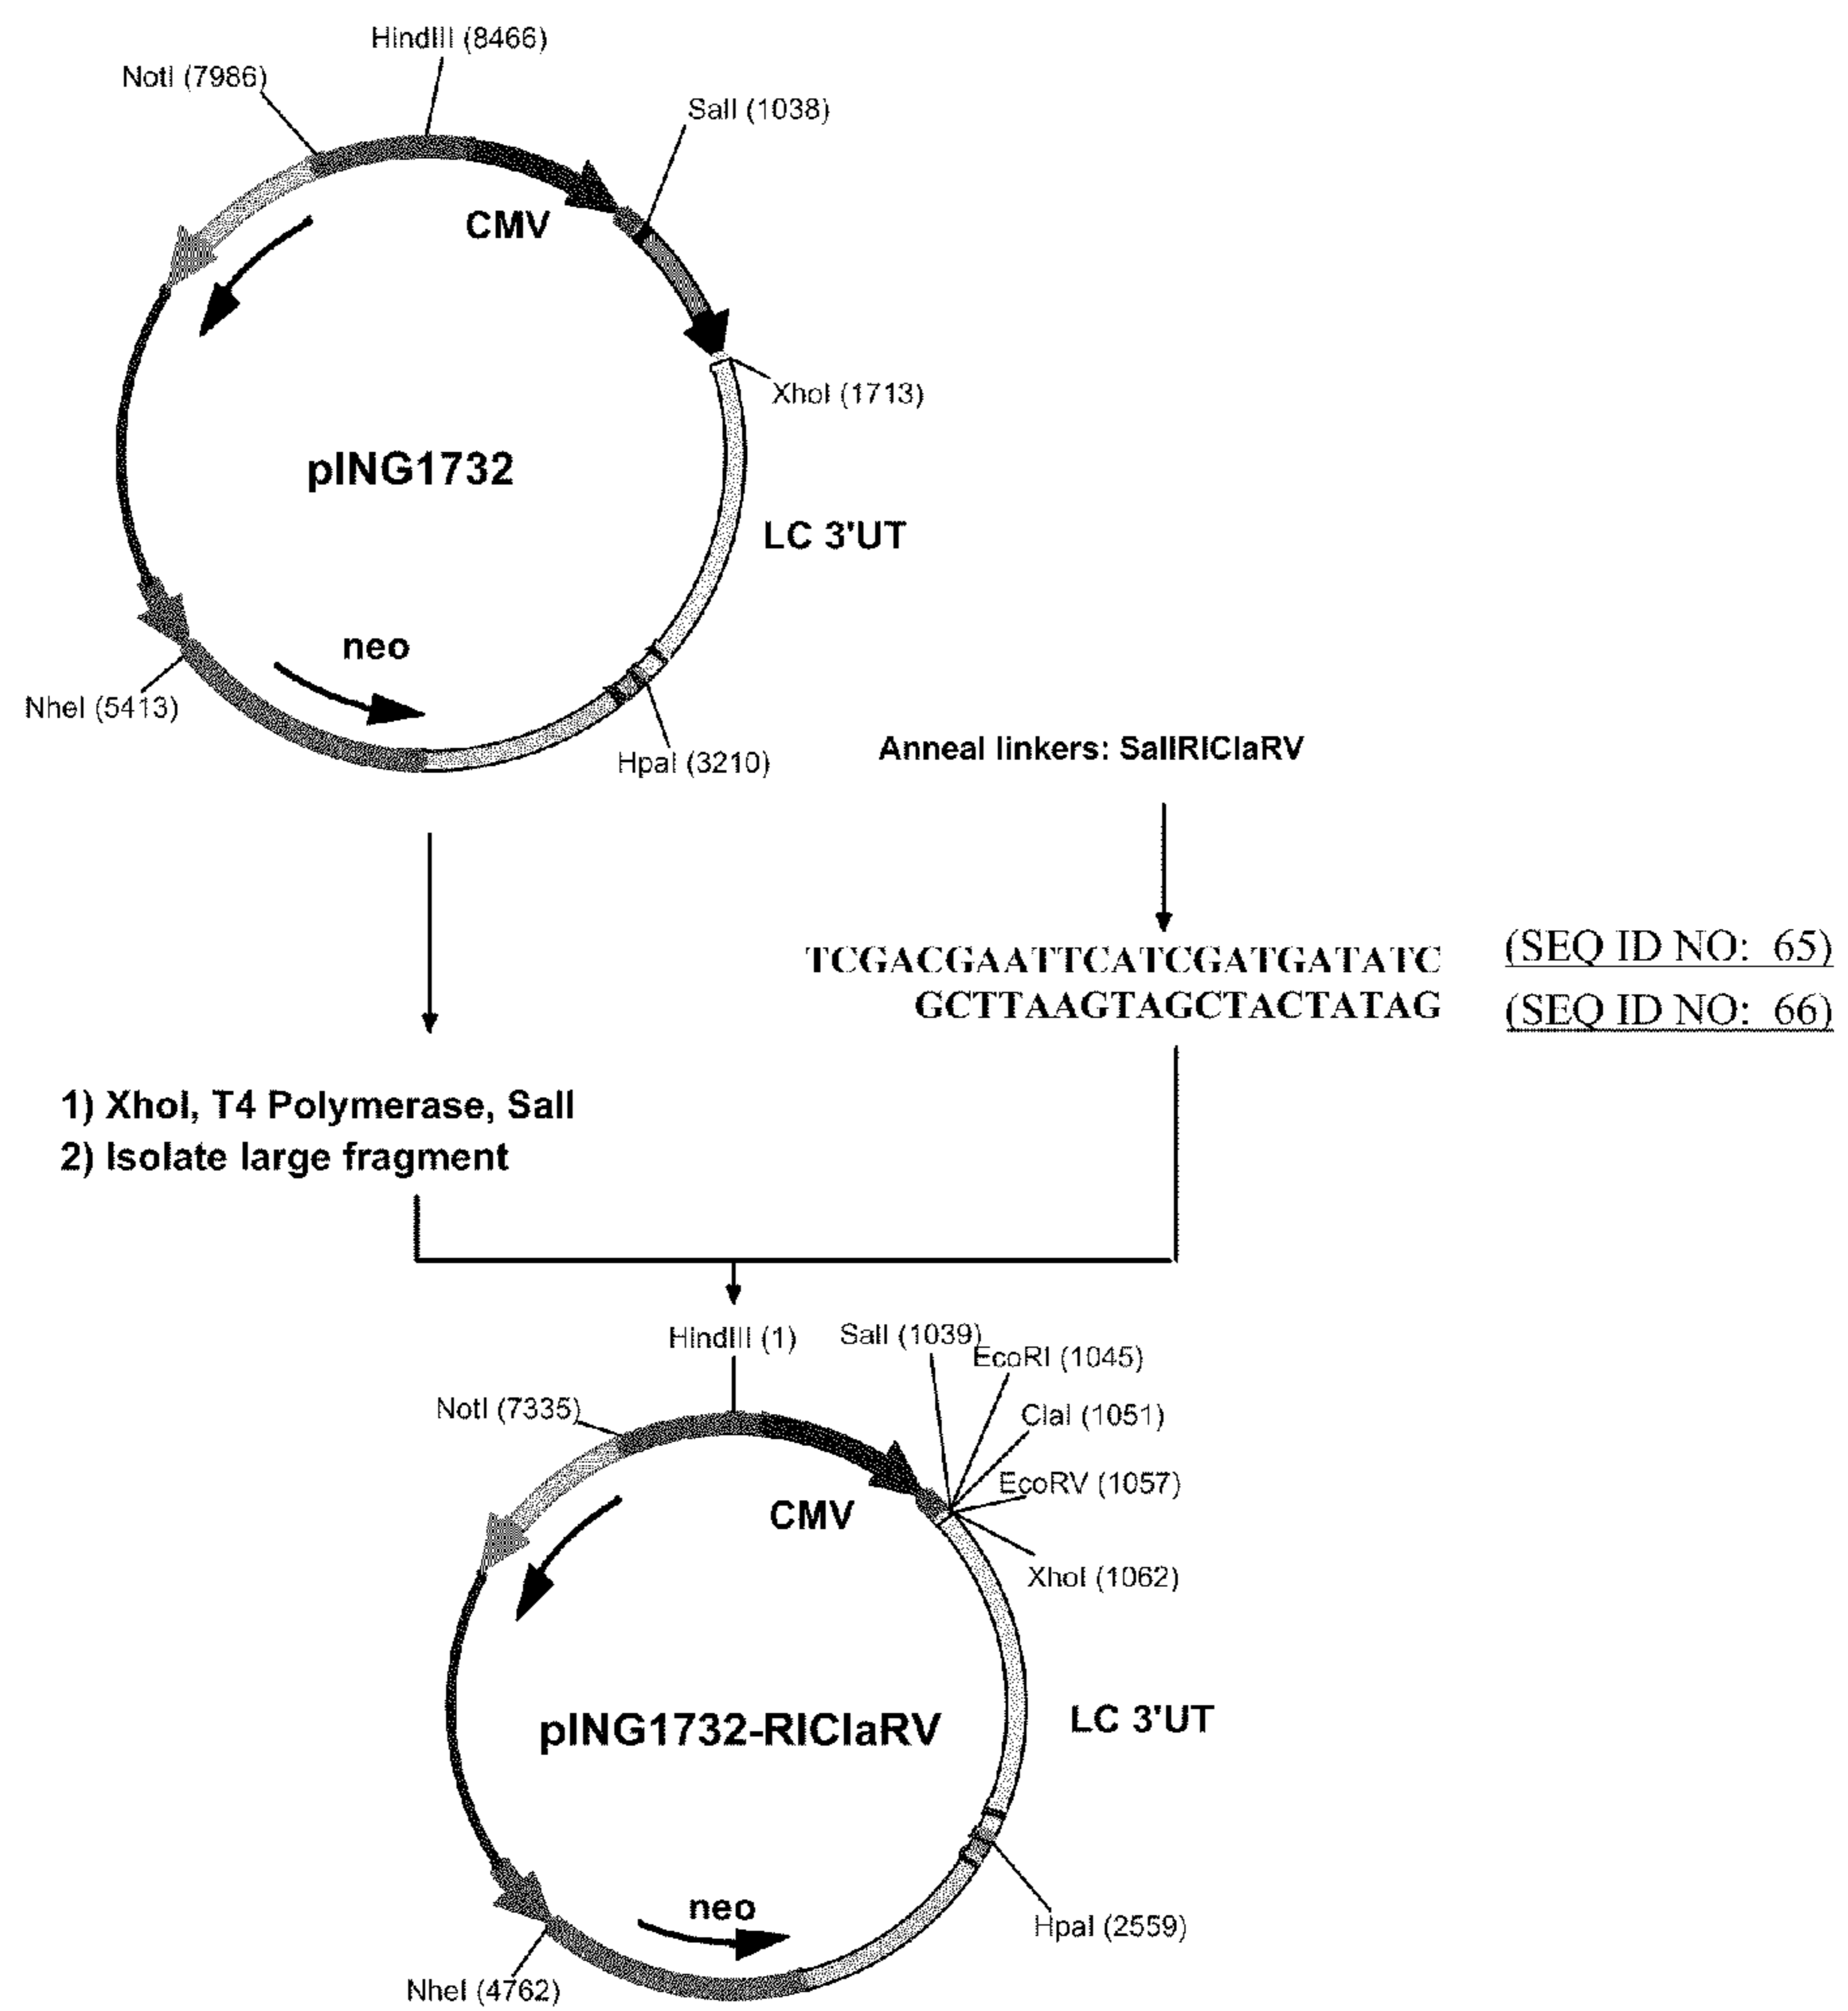 HindIII (8466)
NotI (7986)
SalI (1038)
CMV
XhoI (1713)
pING1732
LC 3'UT
neo
NheI (5413)
HpaI (3210)
Anneal linkers: SalIRIClaRV
TCGACGAATTCATCGATGATATC (SEQ ID NO: 65)
GCTTAAGTAGCTACTATAG (SEQ ID NO: 66)
1) XhoI, T4 Polymerase, SalI
2) Isolate large fragment
HindIII (1)
SalI (1039)
EcoRI (1045)
NotI (7335)
ClaI (1051)
EcoRV (1057)
CMV
XhoI (1062)
pING1732-RIClaRV
LC 3'UT
neo
HpaI (2559)
NheI (4762)